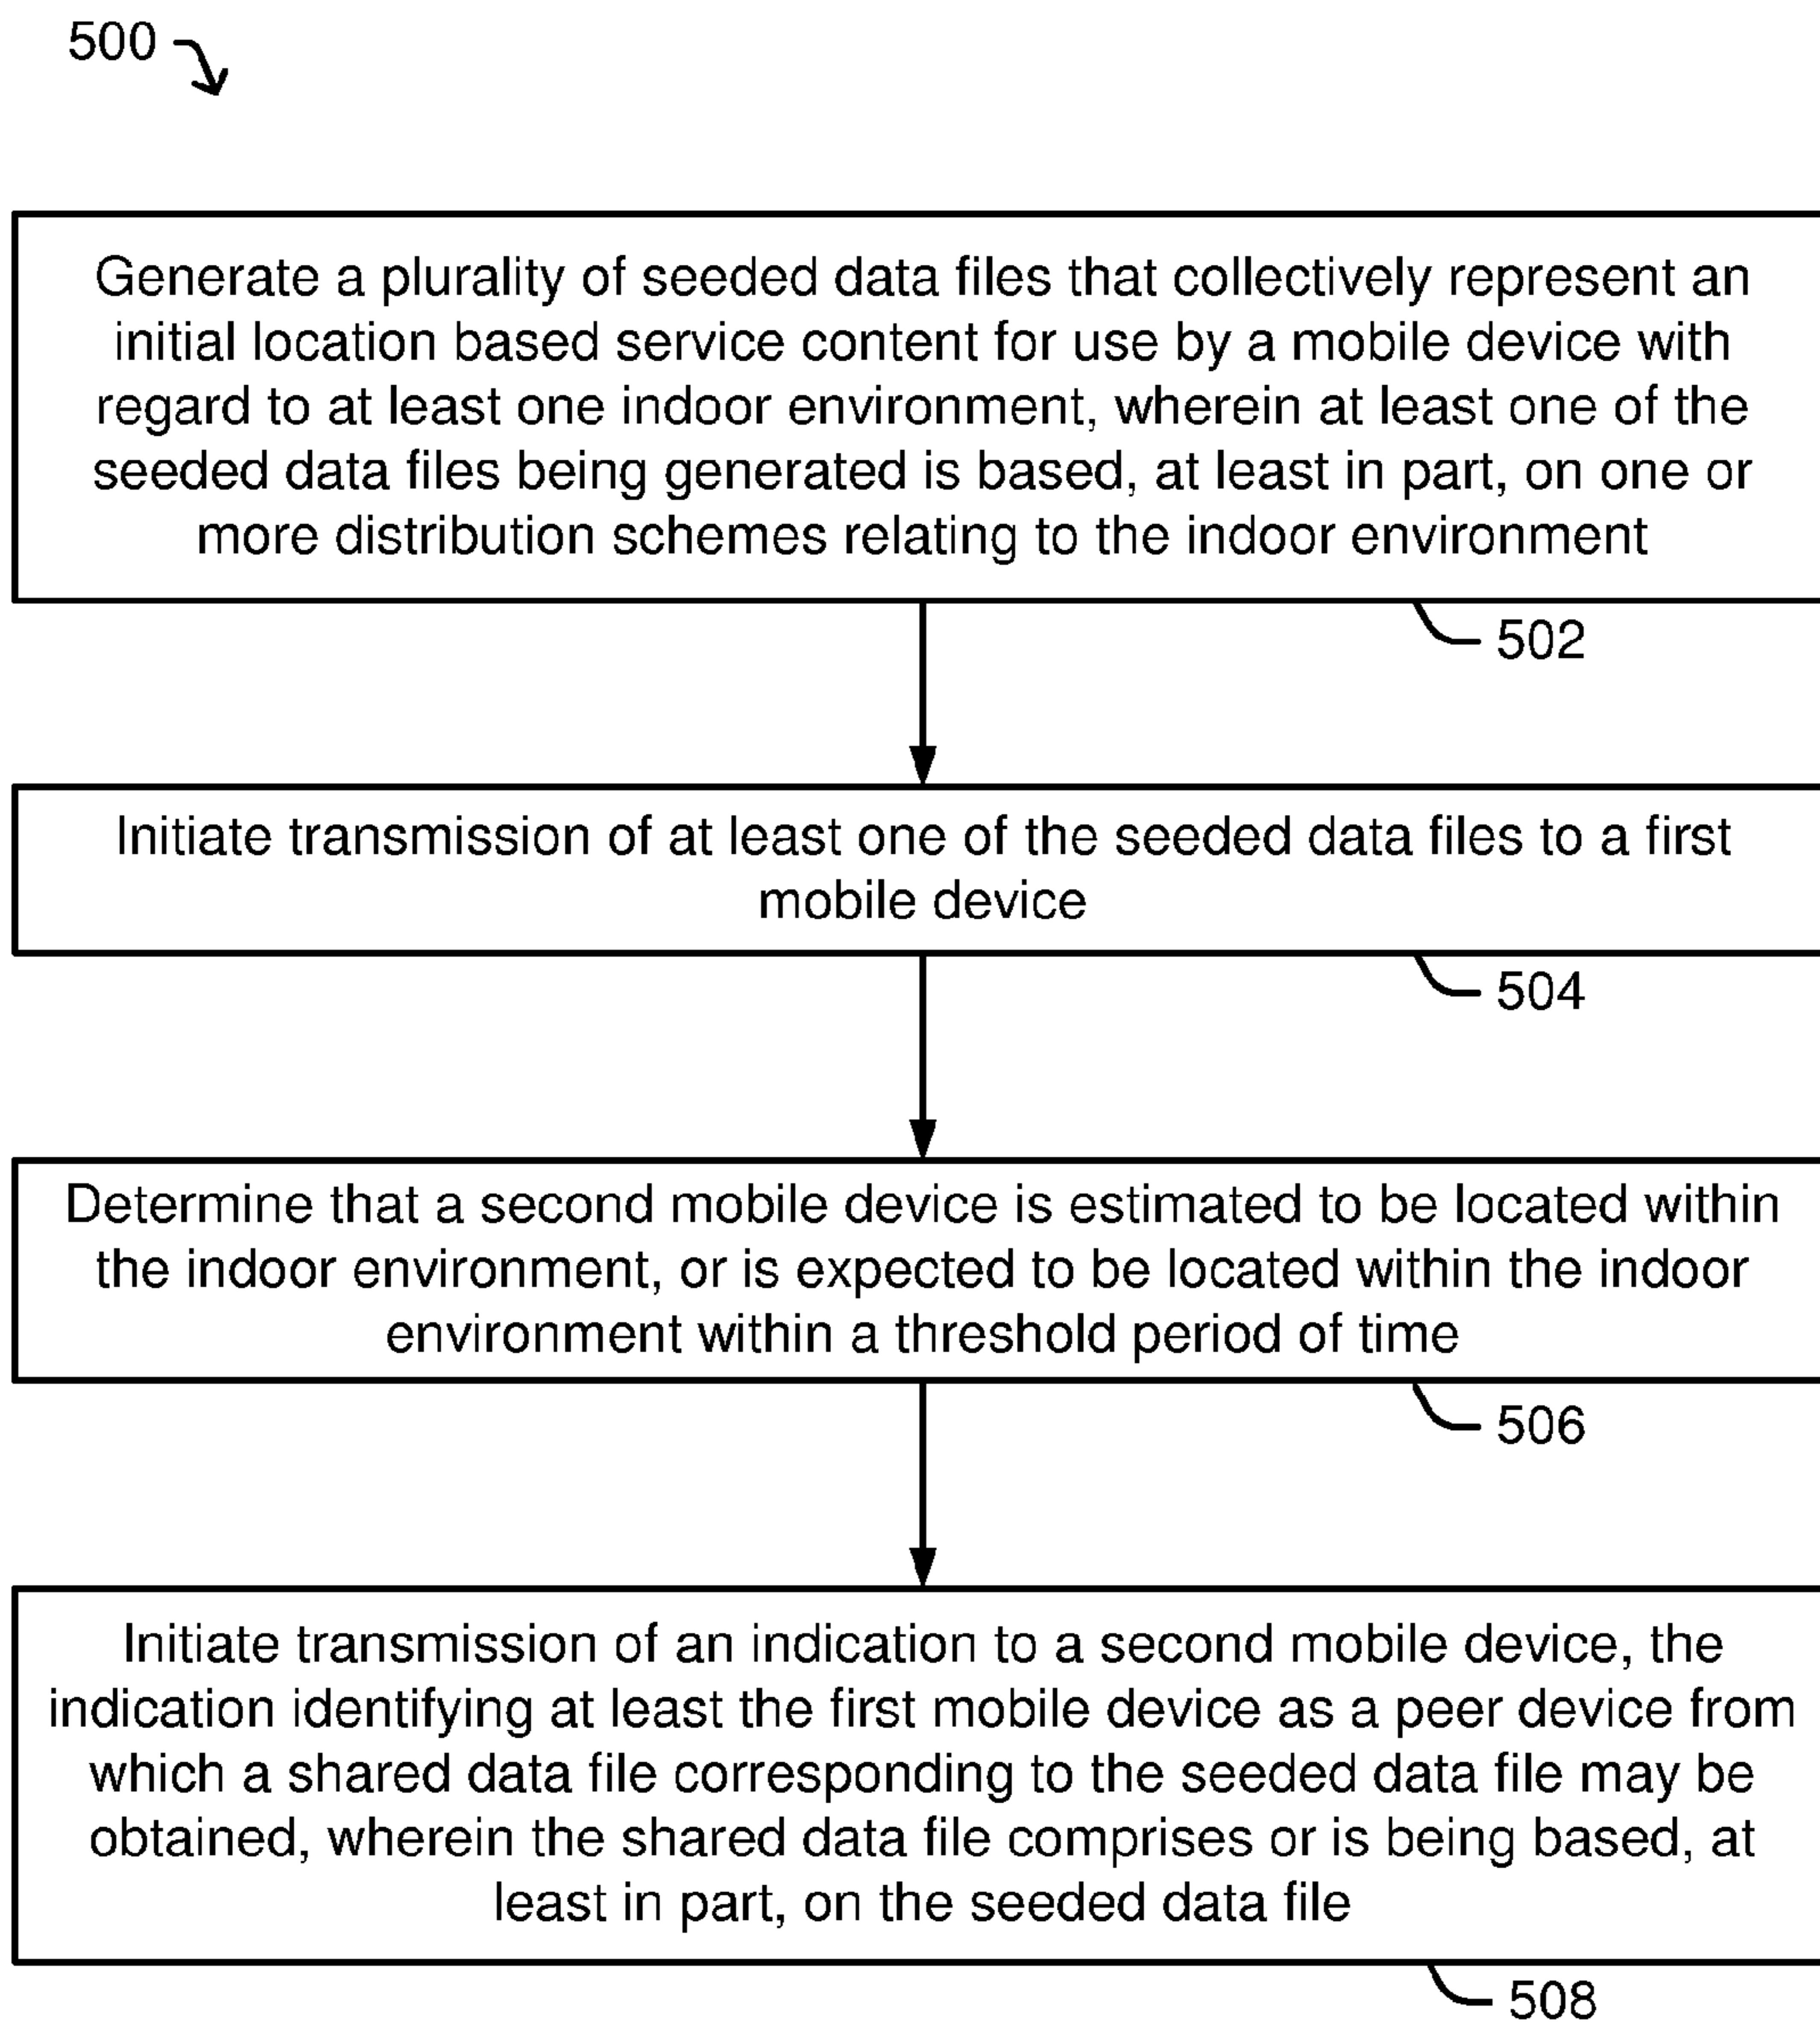 500
Generate a plurality of seeded data files that collectively represent an
initial location based service content for use by a mobile device with
regard to at least one indoor environment, wherein at least one of the
seeded data files being generated is based, at least in part, on one or
more distribution schemes relating to the indoor environment
502
Initiate transmission of at least one of the seeded data files to a first
mobile device
504
Determine that a second mobile device is estimated to be located within
the indoor environment, or is expected to be located within the indoor
environment within a threshold period of time
506
Initiate transmission of an indication to a second mobile device, the
indication identifying at least the first mobile device as a peer device from
which a shared data file corresponding to the seeded data file may be
obtained, wherein the shared data file comprises or is being based, at
least in part, on the seeded data file
508